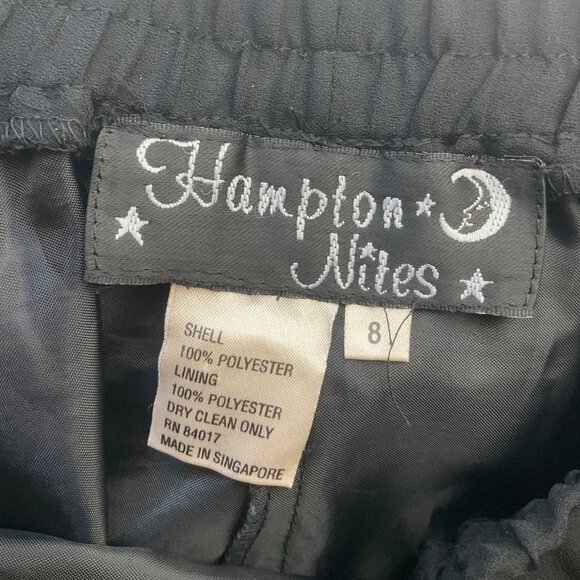 Hampton
Nites
8
SHELL
100% POLYESTER
LINING
100% POLYESTER
DRY CLEAN ONLY
RN 84017
MADE IN SINGAPORE